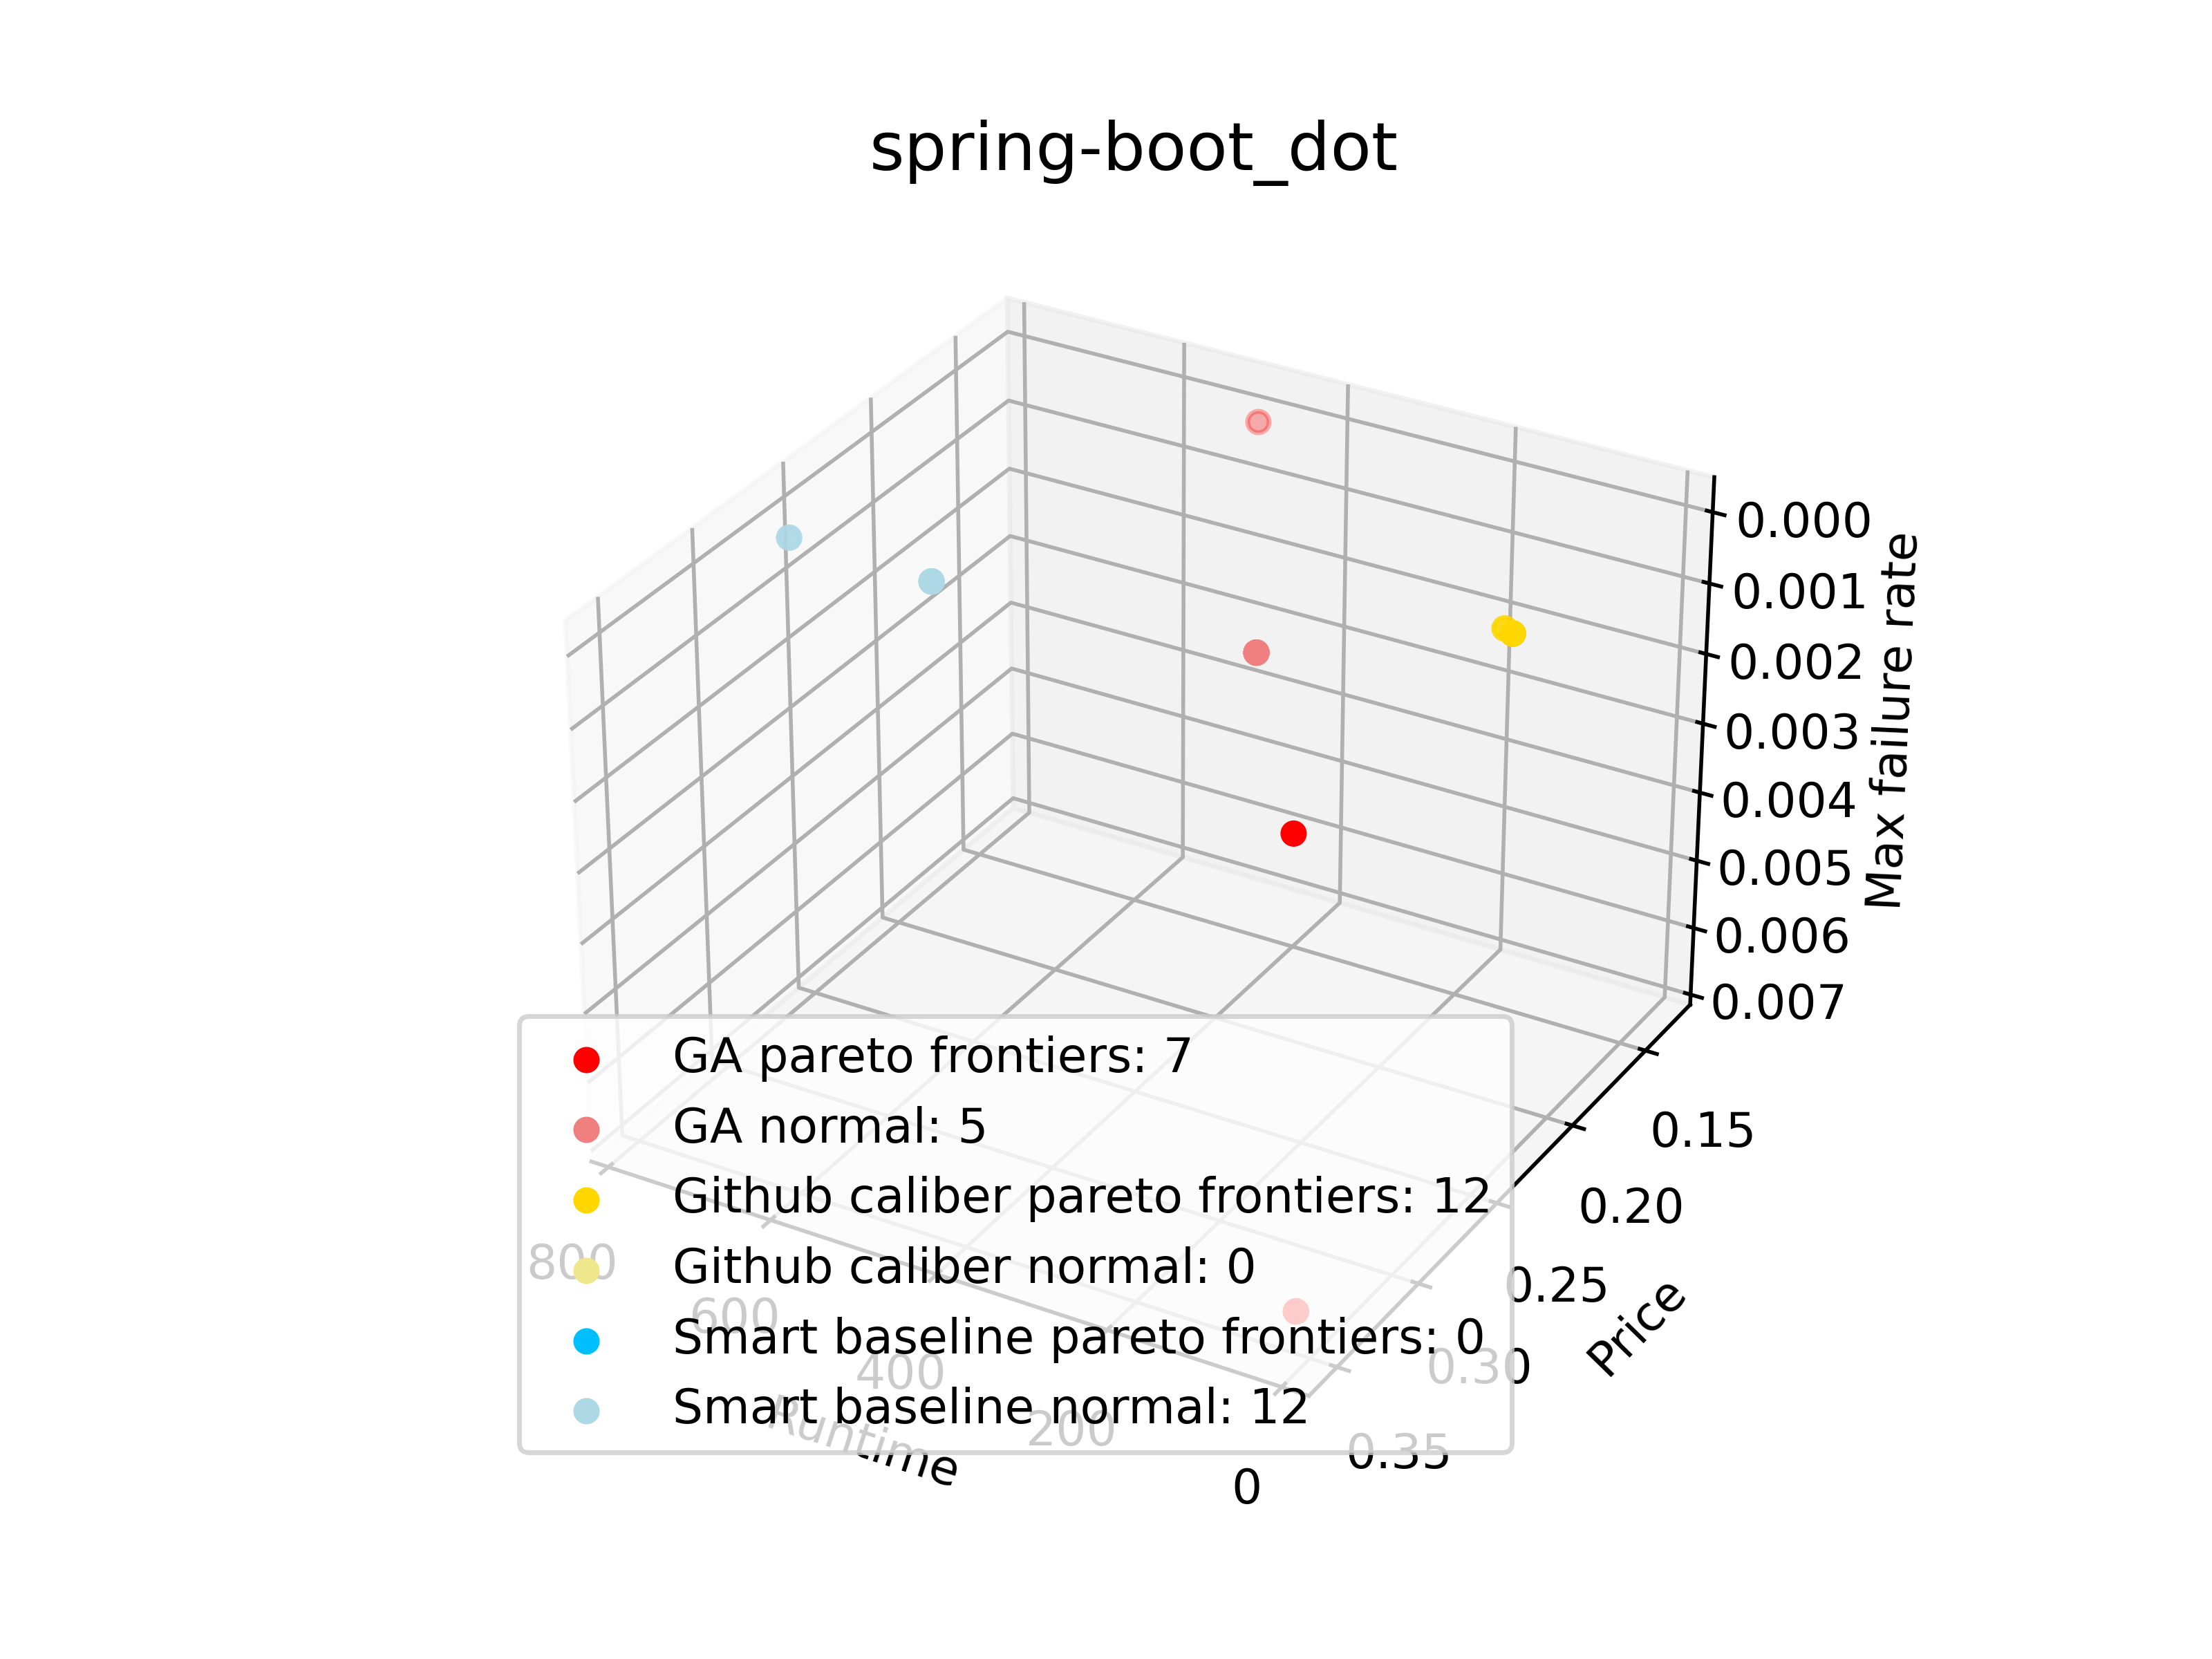 spring-boot_dot
0.000
0.001
0.002
0.003
0.004
0.005
0.006
0.007
Max failure rate
0.15
0.20
0.25
0.30
0.35
Price
GA pareto frontiers: 7
GA normal: 5
Github caliber pareto frontiers: 12
Github caliber normal: 0
Smart baseline pareto frontiers: 0
Smart baseline normal: 12
800
600
400
200
0
Runtime